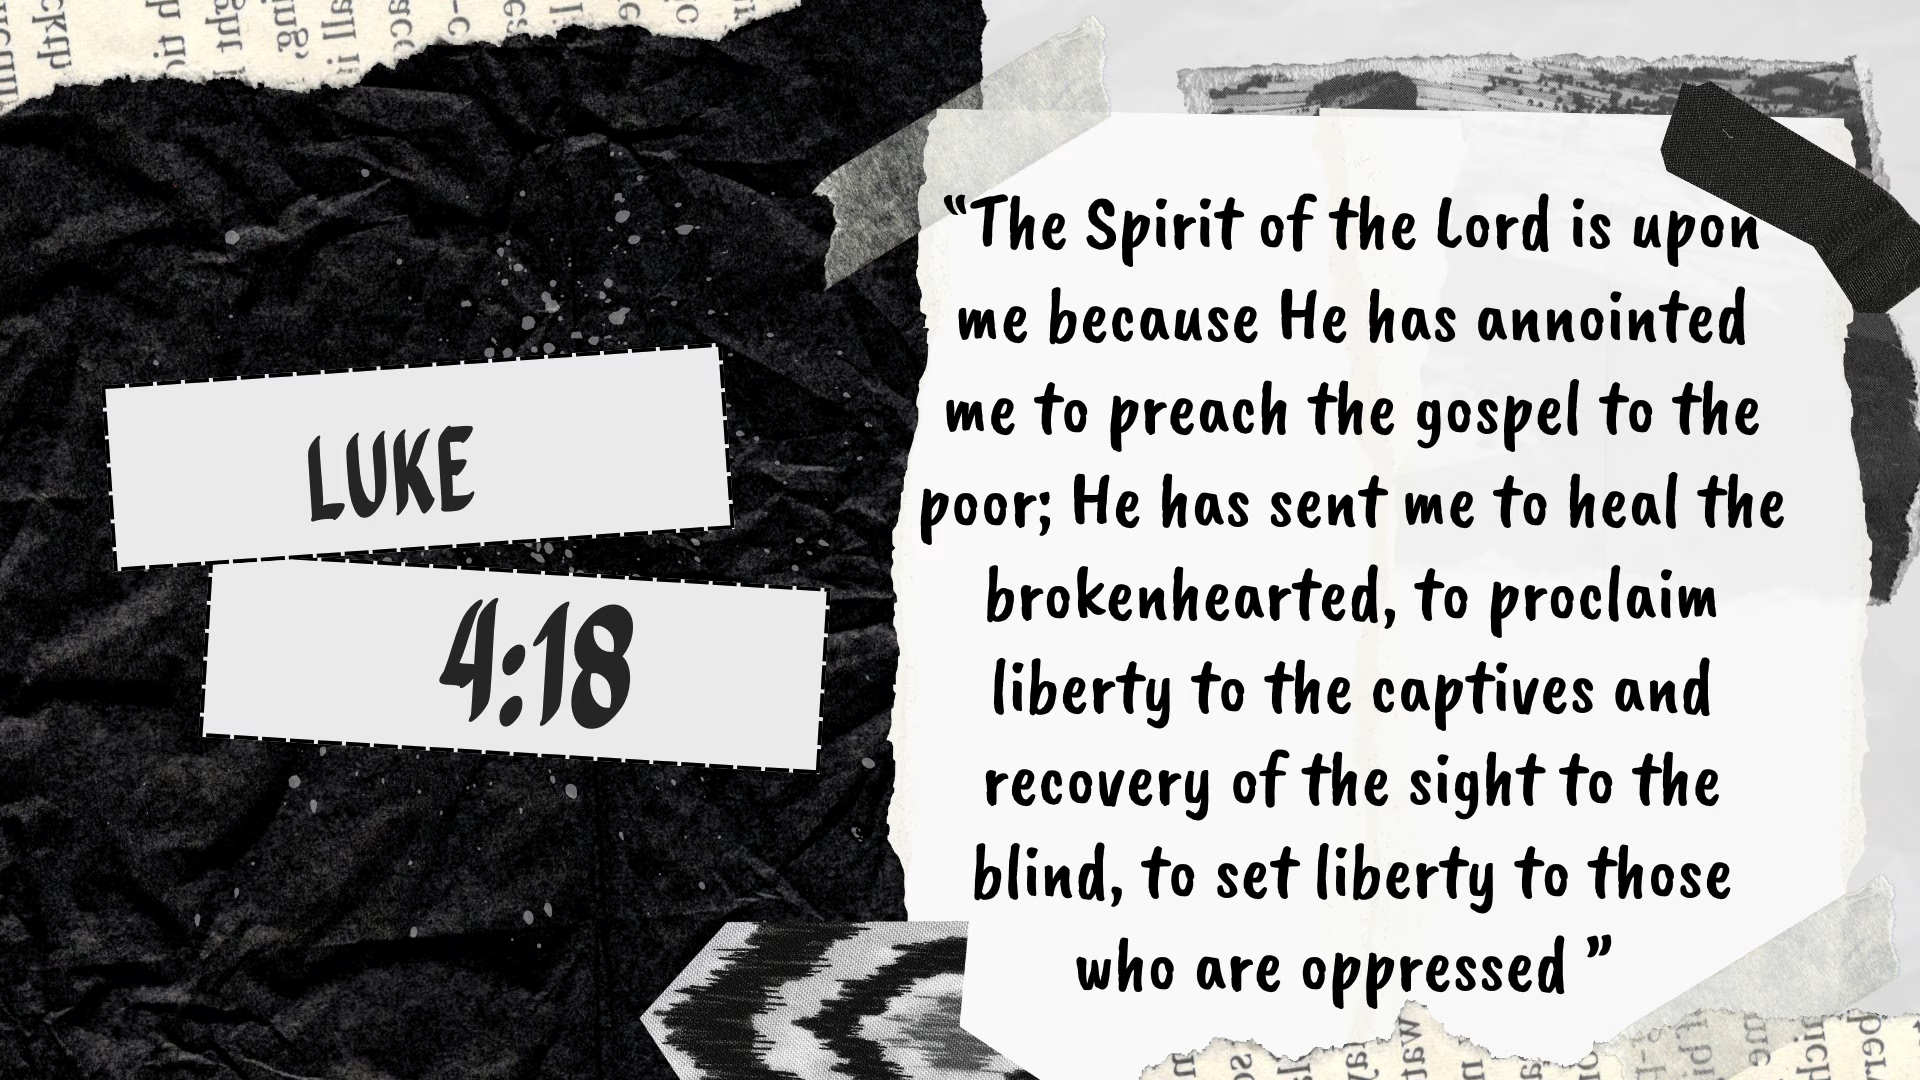 LUKE
4:18
“The Spirit of the Lord is upon
me because He has annointed
me to preach the gospel to the
poor; He has sent me to heal the
brokenhearted, to proclaim
liberty to the captives and
recovery of the sight to the
blind, to set liberty to those
who are oppressed ”